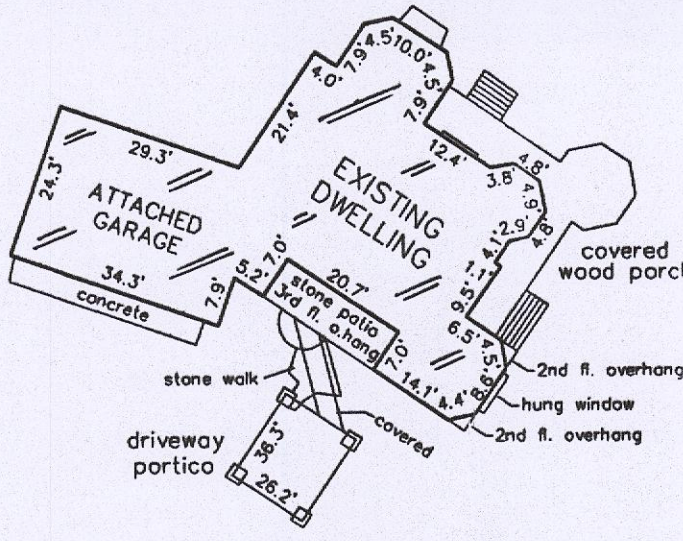 4.5'
10.0'
7.9'
4.5'
4.0'
7.9'
21.4'
12.4'
4.8'
3.8'
4.9'
2.9'
4.8'
4.1'
1.1'
9.5'
29.3'
24.3'
ATTACHED
GARAGE
EXISTING
DWELLING
covered
wood porch
34.3'
concrete
7.9'
5.2'
7.0'
20.7'
stone patio
3rd fl. o.hang
7.0'
6.5'
4.5'
8.6'
14.1'
4.4'
2nd fl. overhang
hung window
2nd fl. overhang
stone walk
covered
driveway
portico
36.3'
26.2'